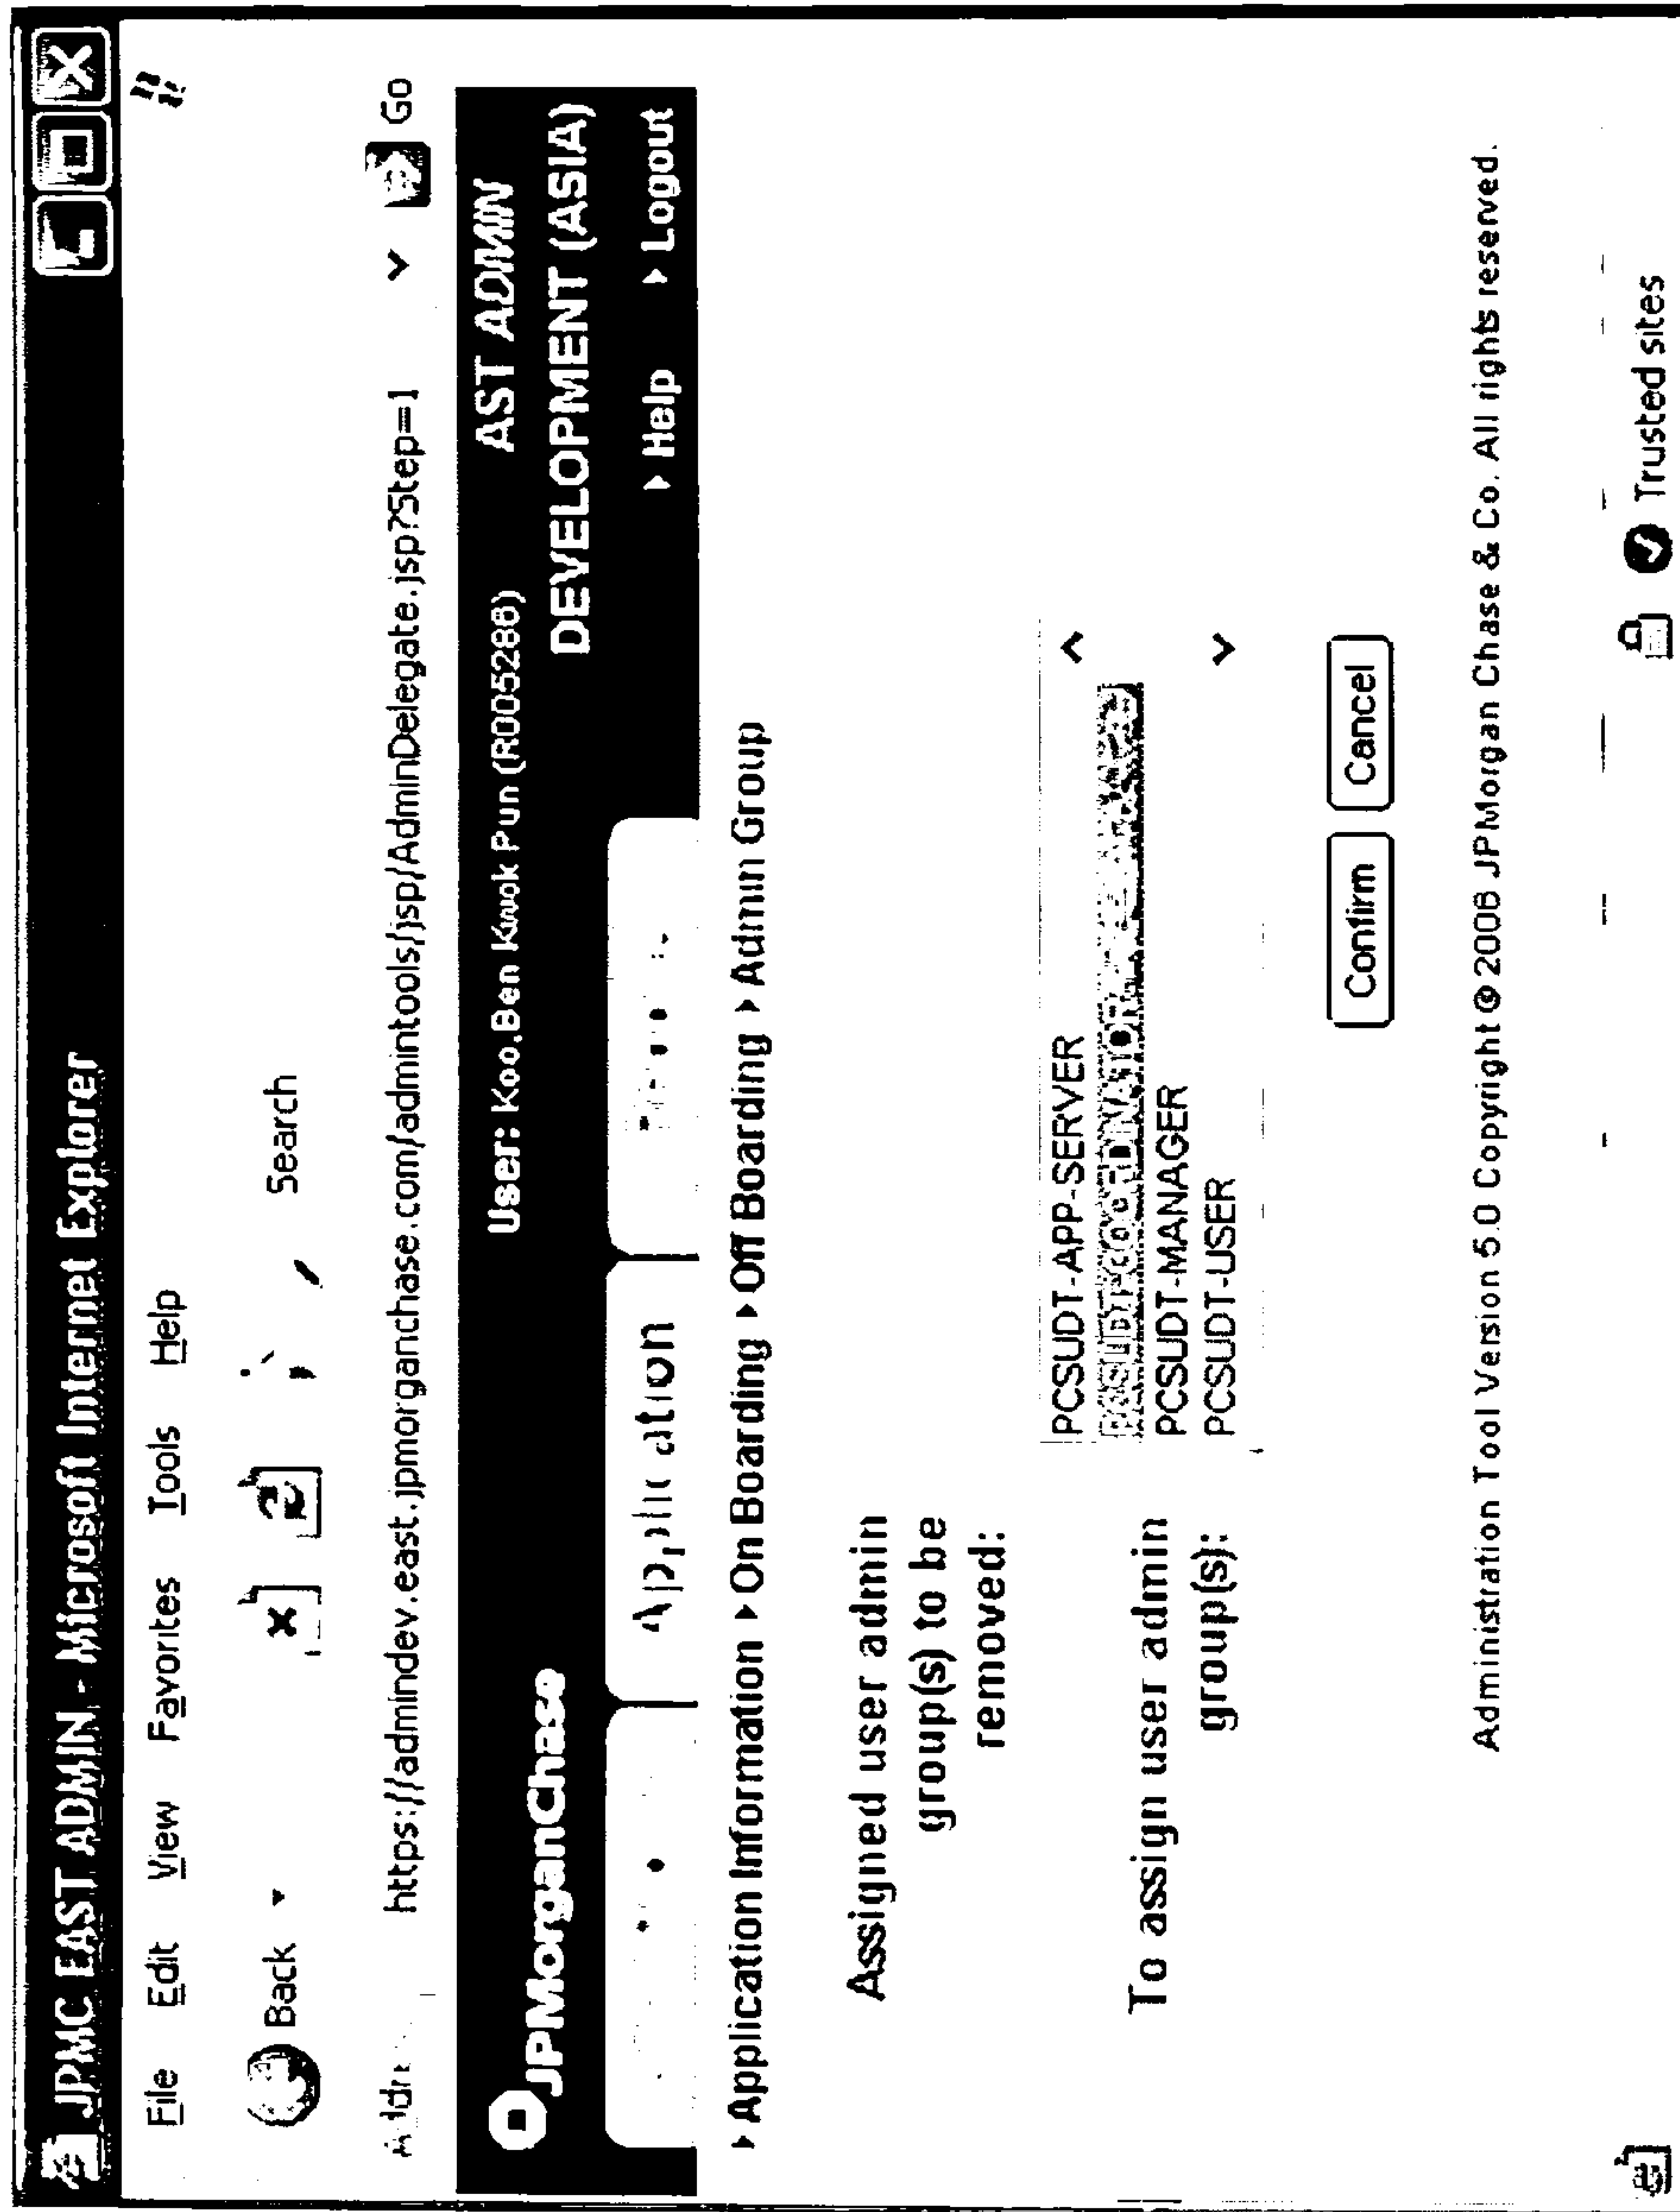 JPMC EAST ADMIN - Microsoft Internet Explorer
File Edit View Favorites Tools Help
Back Search
https://admindev.east.jpmorganchase.com/admintools/jsp/AdminDelegate.jsp?Step=1 Go
JPMorganChase
User: Koo,Ben Kwok Pun (R005288)
AST ADMIN
DEVELOPMENT (ASIA)
Help Logout
Application
Application Information On Boarding Off Boarding Admin Group
Assigned user admin group(s) to be removed:
To assign user admin group(s):
PCSUDT-APP-SERVER
PCSUDT-MANAGER
PCSUDT-USER
Confirm Cancel
Administration Tool Version 5.0 Copyright © 2006 JPMorgan Chase & Co. All rights reserved.
Trusted sites